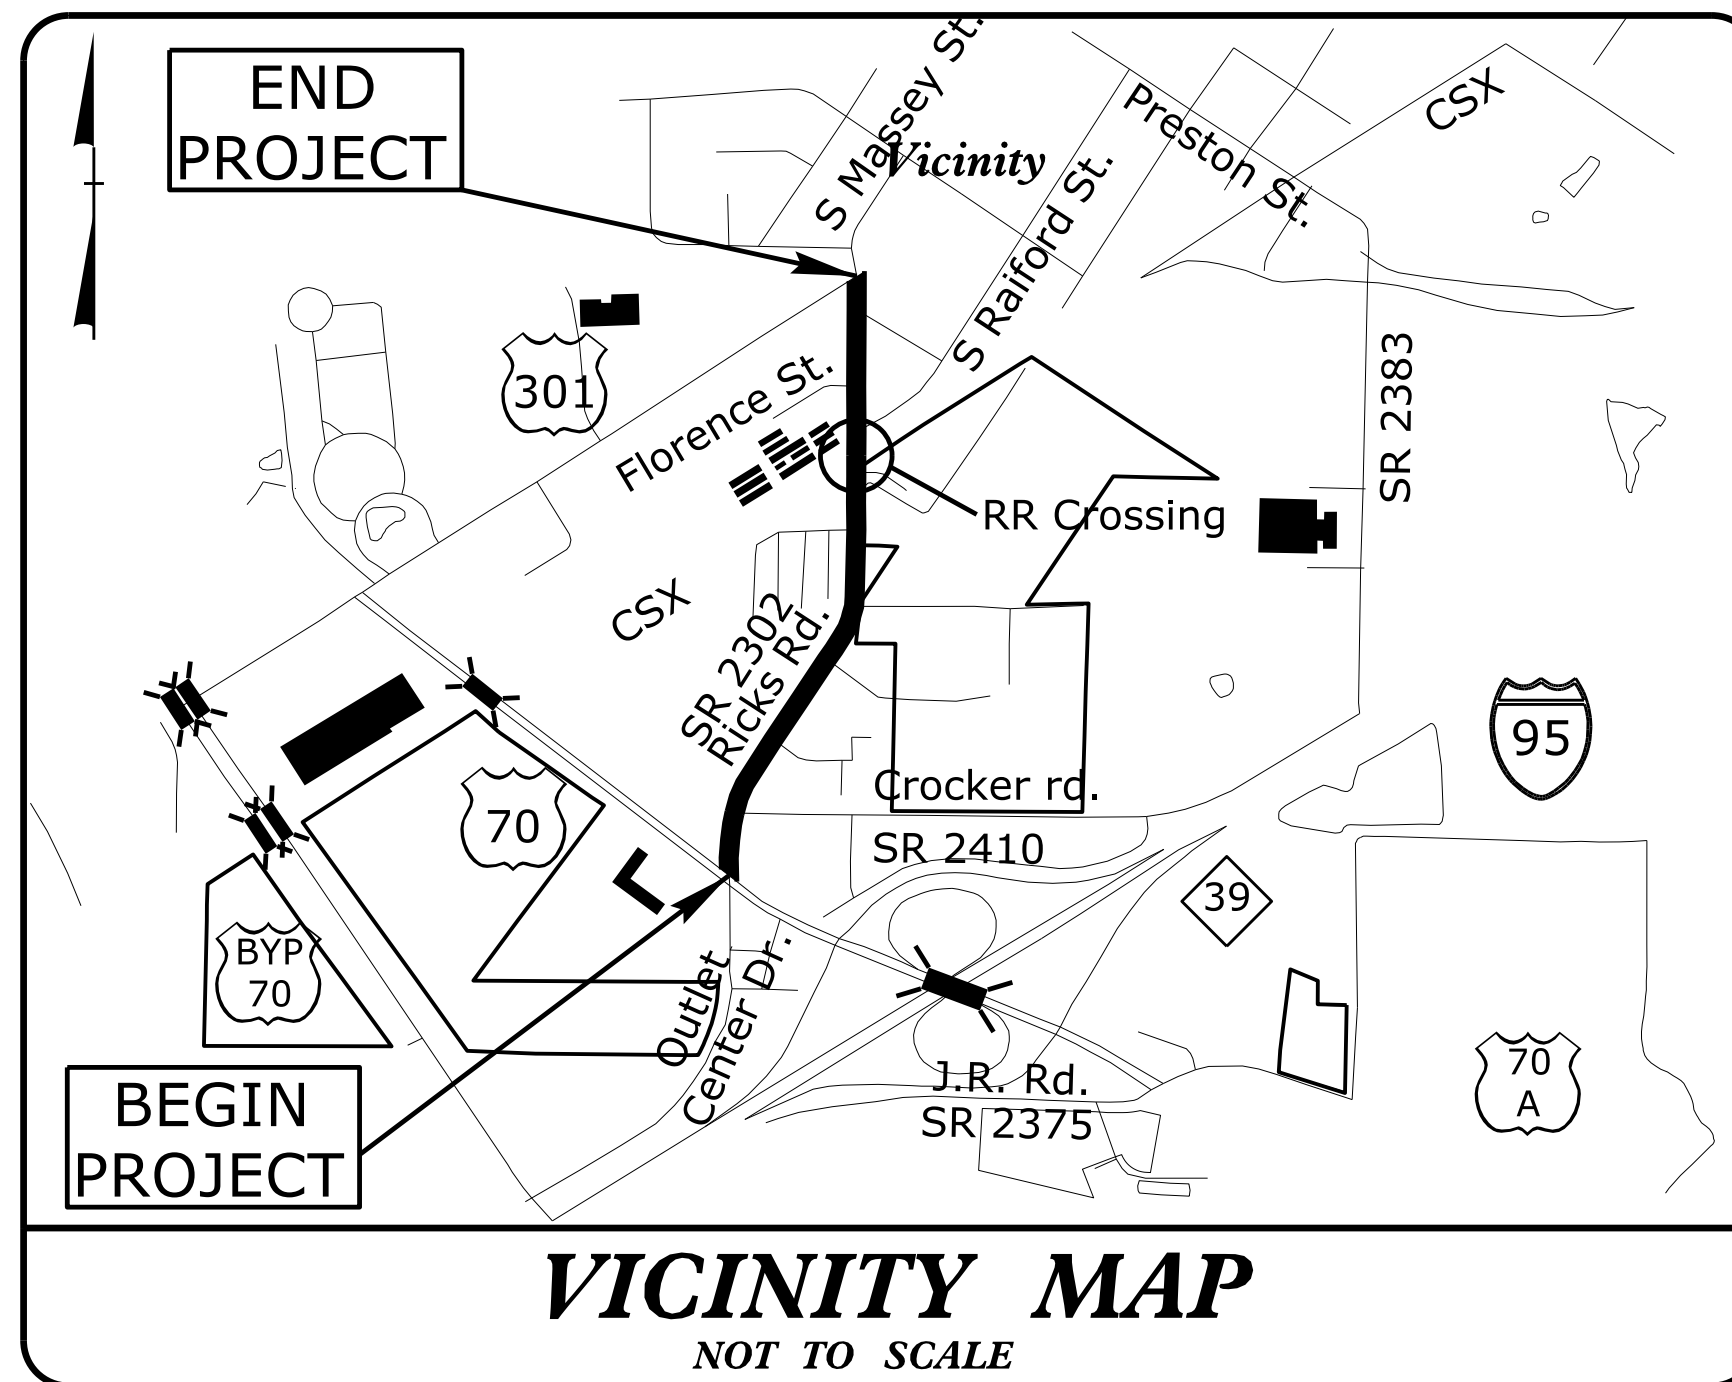 END
PROJECT
S Massey St.
Vicinity
Preston St.
CSX
S Raiford St.
301
Florence St.
SR 2383
RR Crossing
CSX
SR 2302
Ricks Rd.
95
70
Crocker rd.
SR 2410
39
BYP
70
Outlet
Center Dr.
J.R. Rd.
SR 2375
70
A
BEGIN
PROJECT
VICINITY MAP
NOT TO SCALE